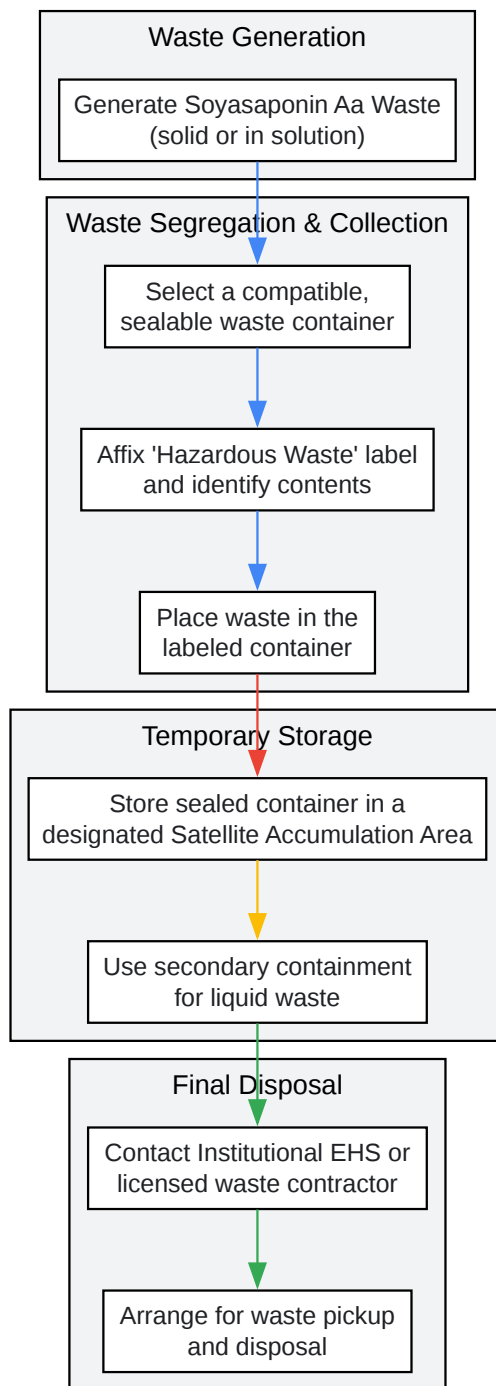 Waste Generation
Generate Soyasaponin Aa Waste
(solid or in solution)
Waste Segregation & Collection
Select a compatible,
sealable waste container
Affix 'Hazardous Waste' label
and identify contents
Place waste in the
labeled container
Temporary Storage
Store sealed container in a
designated Satellite Accumulation Area
Use secondary containment
for liquid waste
Final Disposal
Contact Institutional EHS or
licensed waste contractor
Arrange for waste pickup
and disposal